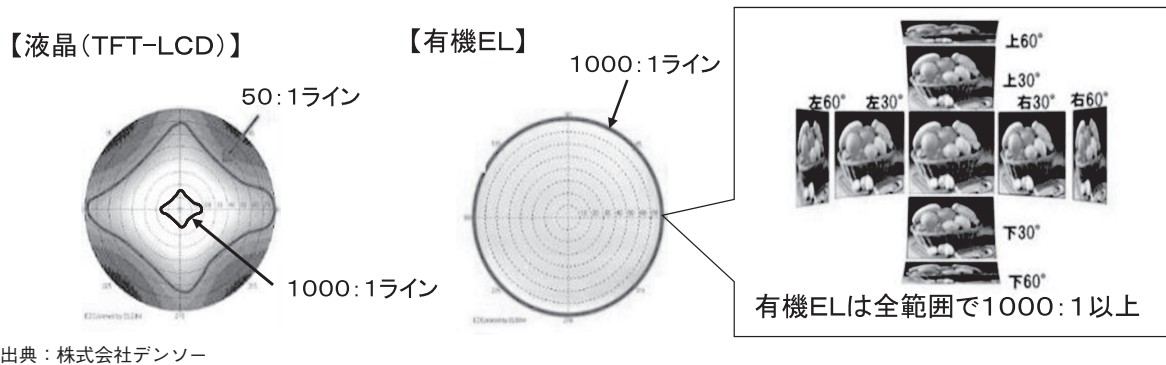 【液晶(TFT-LCD)】
50:1ライン
1000:1ライン
【有機EL】
1000:1ライン
上60°
上30°
左60°
左30°
右30°
右60°
下30°
下60°
有機ELは全範囲で1000:1以上
出典：株式会社デンソー